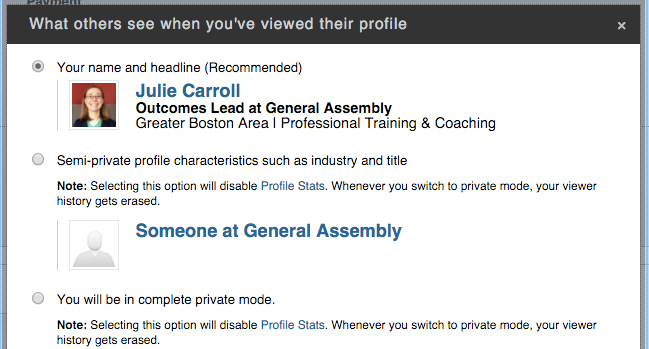 Payment
What others see when you've viewed their profile ×
Your name and headline (Recommended)
Julie Carroll
Outcomes Lead at General Assembly
Greater Boston Area | Professional Training & Coaching
Semi-private profile characteristics such as industry and title
Note: Selecting this option will disable Profile Stats. Whenever you switch to private mode, your viewer
history gets erased.
Someone at General Assembly
You will be in complete private mode.
Note: Selecting this option will disable Profile Stats. Whenever you switch to private mode, your viewer
history gets erased.